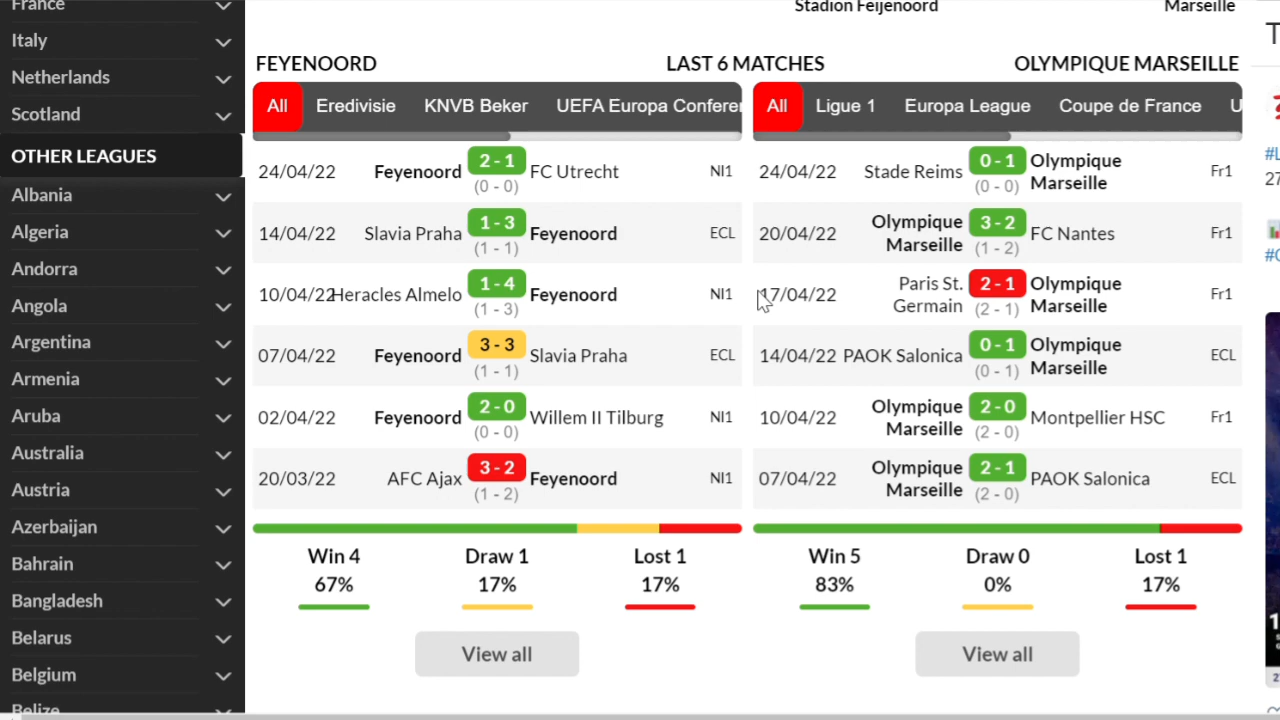 France
Italy
Netherlands
Scotland
OTHER LEAGUES
Albania
Algeria
Andorra
Angola
Argentina
Armenia
Aruba
Australia
Austria
Azerbaijan
Bahrain
Bangladesh
Belarus
Belgium
Belize
Stadion Feijenoord
Marseille
FEYENOORD
LAST 6 MATCHES
OLYMPIQUE MARSEILLE
All Eredivisie KNVB Beker UEFA Europa Conferen
24/04/22 Feyenoord 2 - 1 FC Utrecht Nl1
(0 - 0)
14/04/22 Slavia Praha 1 - 3 Feyenoord ECL
(1 - 1)
10/04/22 Heracles Almelo 1 - 4 Feyenoord Nl1
(1 - 3)
07/04/22 Feyenoord 3 - 3 Slavia Praha ECL
(1 - 1)
02/04/22 Feyenoord 2 - 0 Willem II Tilburg Nl1
(0 - 0)
20/03/22 AFC Ajax 3 - 2 Feyenoord Nl1
(1 - 2)
Win 4 Draw 1 Lost 1
67% 17% 17%
View all
All Ligue 1 Europa League Coupe de France U
24/04/22 Stade Reims 0 - 1 Olympique Marseille Fr1
(0 - 0)
20/04/22 Olympique Marseille 3 - 2 FC Nantes Fr1
(1 - 2)
17/04/22 Paris St. Germain 2 - 1 Olympique Marseille Fr1
(2 - 1)
14/04/22 PAOK Salonica 0 - 1 Olympique Marseille ECL
(0 - 1)
10/04/22 Olympique Marseille 2 - 0 Montpellier HSC Fr1
(2 - 0)
07/04/22 Olympique Marseille 2 - 1 PAOK Salonica ECL
(2 - 0)
Win 5 Draw 0 Lost 1
83% 0% 17%
View all
T
#L
27